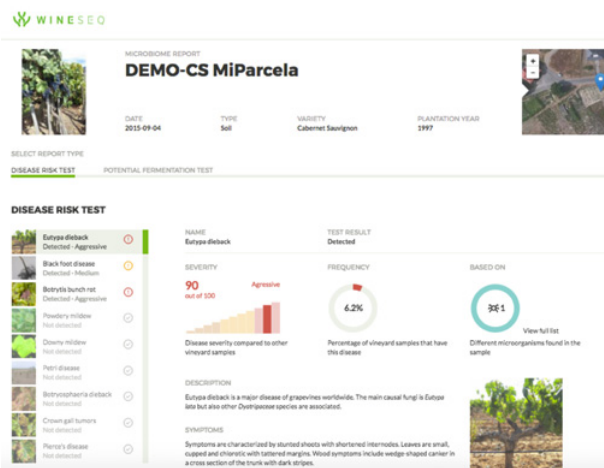 WINESEQ
MICROBIOME REPORT
DEMO-CS MiParcela
DATE TYPE VARIETY PLANTATION YEAR
2015-09-04 Soil Cabernet Sauvignon 1997
+
-
SELECT REPORT TYPE
DISEASE RISK TEST POTENTIAL FERMENTATION TEST
DISEASE RISK TEST
Eutypa dieback
Detected - Aggressive
Black foot disease
Detected - Medium
Botrytis bunch rot
Detected - Aggressive
Powdery mildew
Not detected
Downy mildew
Not detected
Petri disease
Not detected
Botryosphaeria dieback
Not detected
Crown gall tumors
Not detected
Pierce's disease
Not detected
NAME TEST RESULT
Eutypa dieback Detected
SEVERITY FREQUENCY BASED ON
90 Agressive
out of 100
6.2%
1
View full list
Disease severity compared to other
vineyard samples
Percentage of vineyard samples that have
this disease
Different microorganisms found in the
sample
DESCRIPTION
Eutypa dieback is a major disease of grapevines worldwide. The main causal fungi is Eutypa
lata but also other Dyatripaceae species are associated.
SYMPTOMS
Symptoms are characterized by stunted shoots with shortened internodes. Leaves are small,
cupped and chlorotic with tattered margins. Wood symptoms include wedge-shaped canker in
a cross section of the trunk with dark stripes.